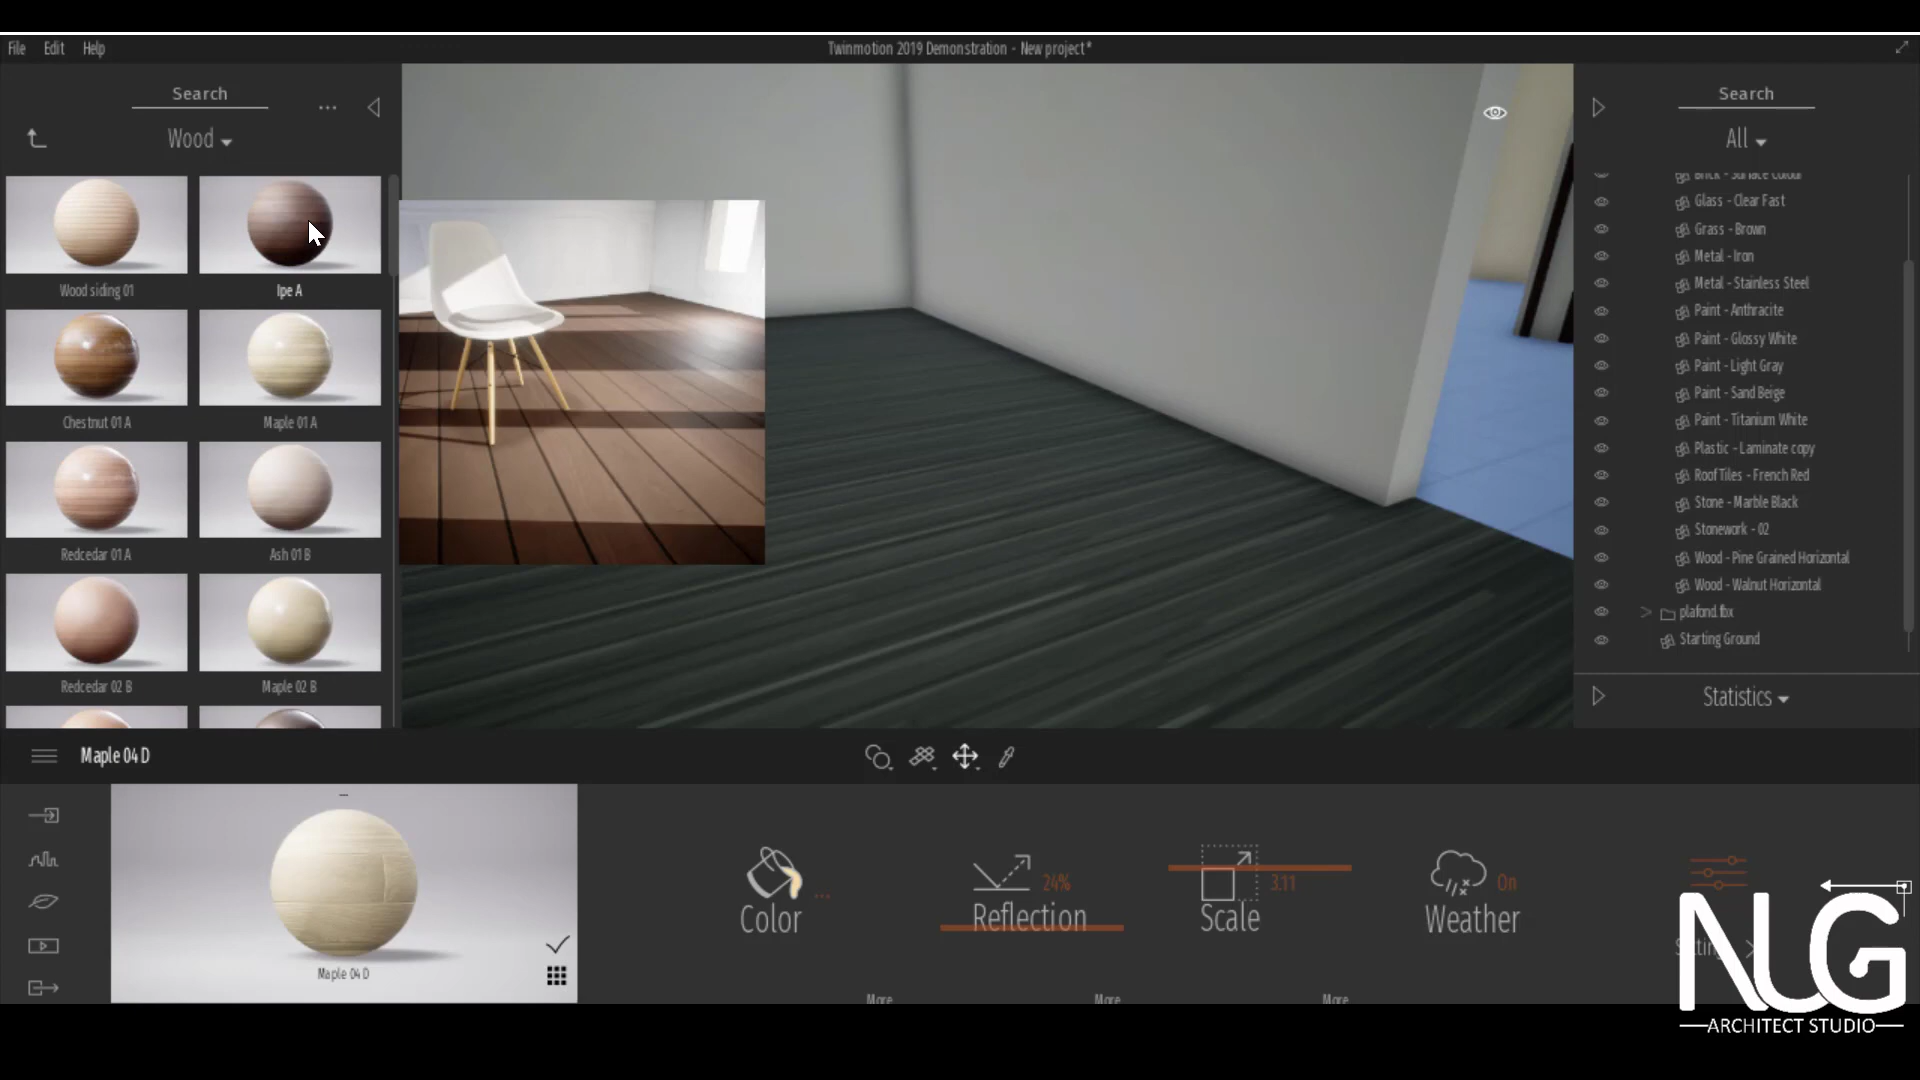 File Edit Help
Twinmotion 2019 Demonstration - New project*
Search
Wood
Wood siding 01
Ipe A
Chestnut 01 A
Maple 01 A
Redcedar 01 A
Ash 01 B
Redcedar 02 B
Maple 02 B
Search
All
Brick - Surface Colour
Glass - Clear Fast
Grass - Brown
Metal - Iron
Metal - Stainless Steel
Paint - Anthracite
Paint - Glossy White
Paint - Light Gray
Paint - Sand Beige
Paint - Titanium White
Plastic - Laminate copy
Roof Tiles - French Red
Stone - Marble Black
Stonework - 02
Wood - Pine Grained Horizontal
Wood - Walnut Horizontal
plafond.fbx
Starting Ground
Statistics
Maple 04 D
Maple 04 D
Color
...
24%
Reflection
3.11
Scale
On
Weather
More
More
More
NUG
ARCHITECT STUDIO